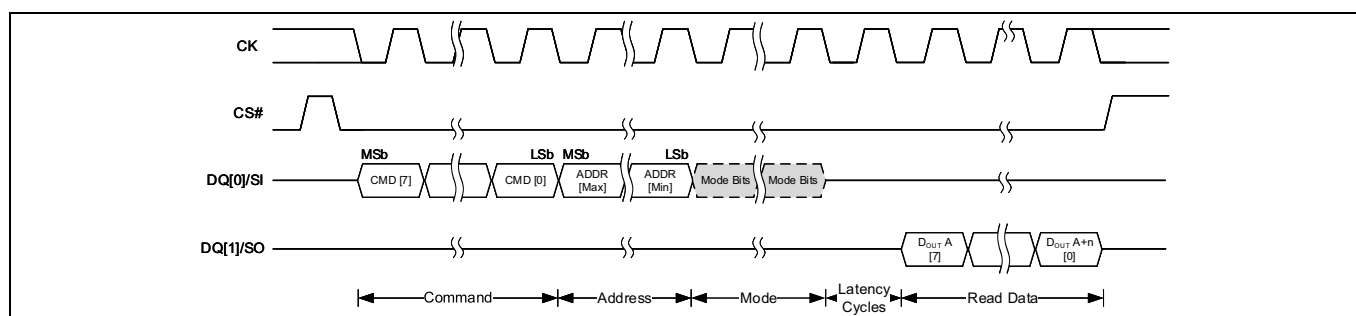 CK
CS#
MSb LSb MSb LSb
DQ[0]/SI CMD [7] CMD [0] ADDR [Max] ADDR [Min] Mode Bits Mode Bits
DQ[1]/SO DOUT A [7] DOUT A+n [0]
Command Address Mode Latency Cycles Read Data